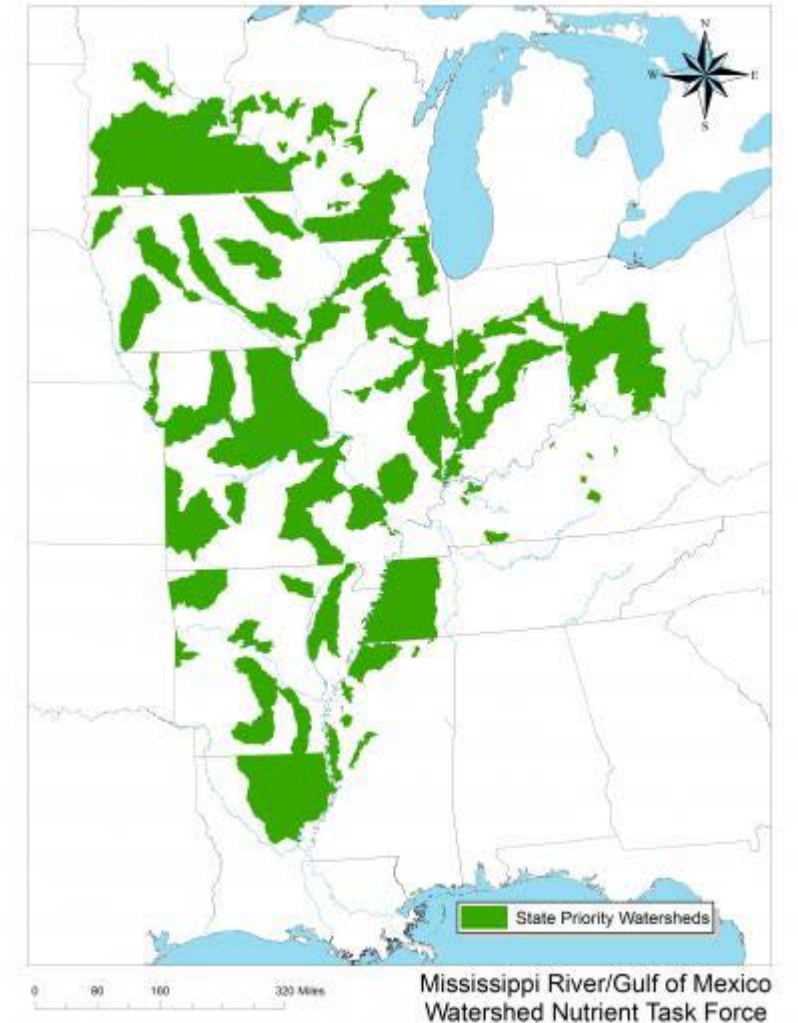 N
W E
S
State Priority Watersheds
0 80 160 320 Miles
Mississippi River/Gulf of Mexico
Watershed Nutrient Task Force